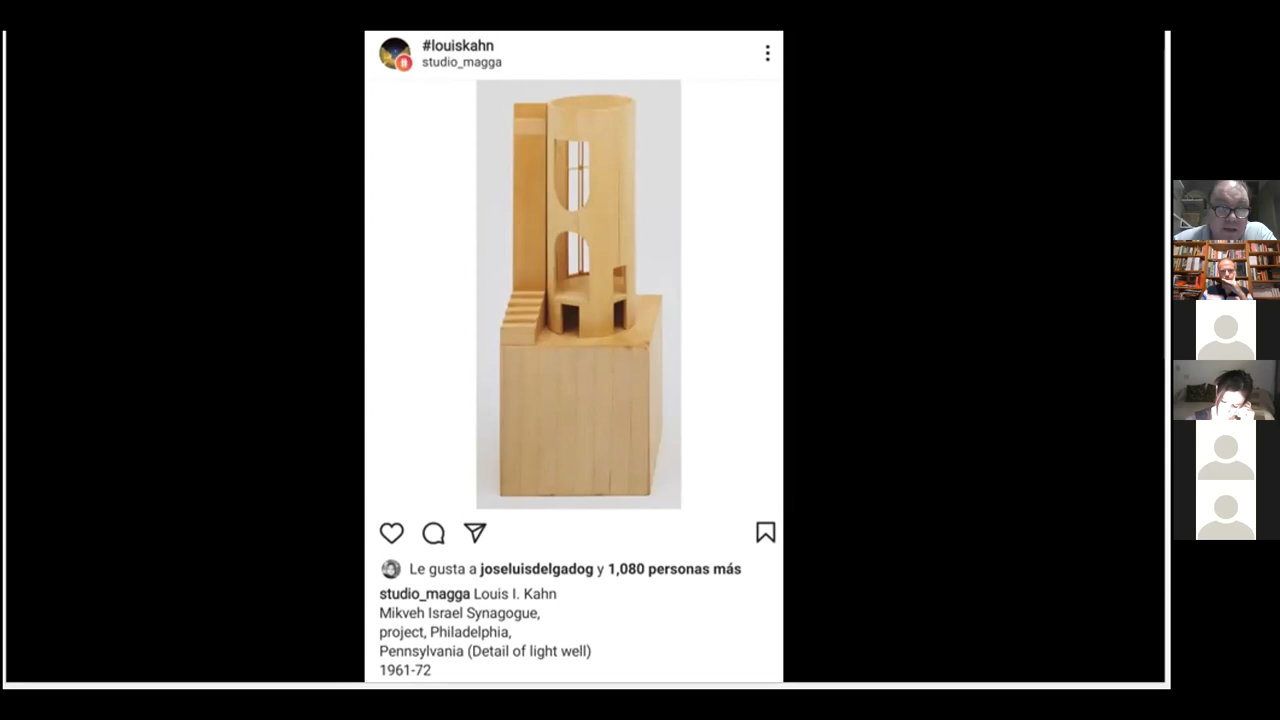 #louiskahn
studio_magga
Le gusta a joseluisdelgadog y 1,080 personas más
studio_magga Louis I. Kahn
Mikveh Israel Synagogue,
project, Philadelphia,
Pennsylvania (Detail of light well)
1961-72